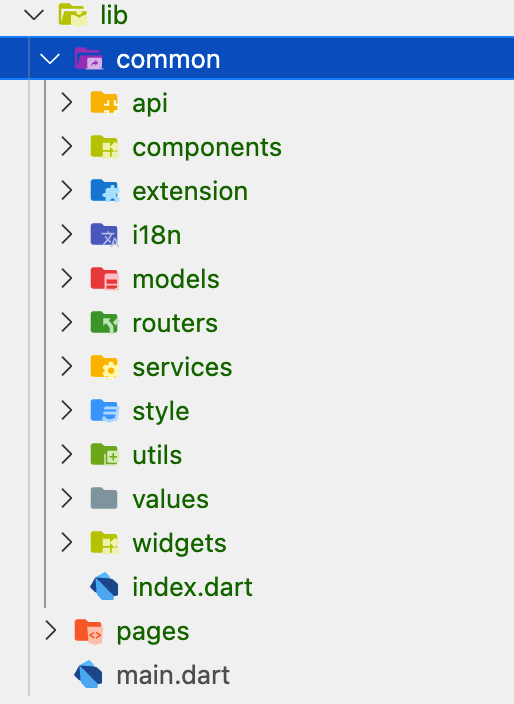 lib
common
api
components
extension
i18n
models
routers
services
style
utils
values
widgets
index.dart
pages
main.dart